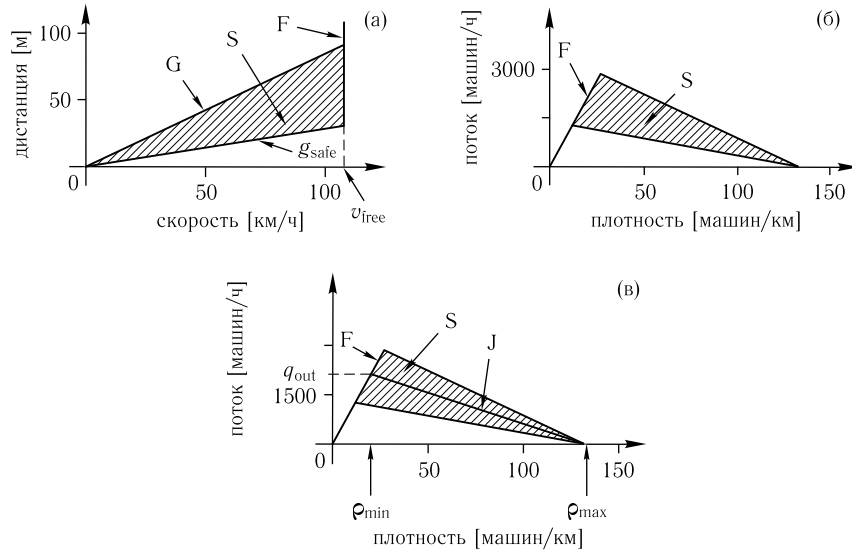 (а)
дистанция [м]
100
50
0
G
S
F
g_safe
50
100
v_free
скорость [км/ч]
(б)
поток [машин/ч]
3000
F
S
0
50
100
150
плотность [машин/км]
(в)
поток [машин/ч]
q_out
1500
F
S
J
0
50
100
150
ρ_min
ρ_max
плотность [машин/км]